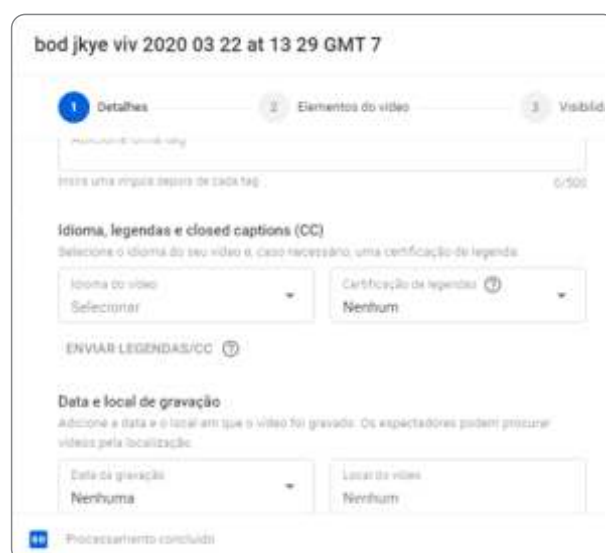 bod jkye viv 2020 03 22 at 13 29 GMT 7
1 Detalhes 2 Elementos do vídeo 3 Visibilid
Adicione uma tag
Insira uma vírgula depois de cada tag. 0/500
Idioma, legendas e closed captions (CC)
Selecione o idioma do seu vídeo e, caso necessário, uma certificação de legenda.
Idioma do vídeo Certificação de legendas
Selecionar Nenhum
ENVIAR LEGENDAS/CC
Data e local de gravação
Adicione a data e o local em que o vídeo foi gravado. Os espectadores podem procurar
vídeos pela localização.
Data da gravação Local do vídeo
Nenhuma Nenhum
SD Processamento concluído